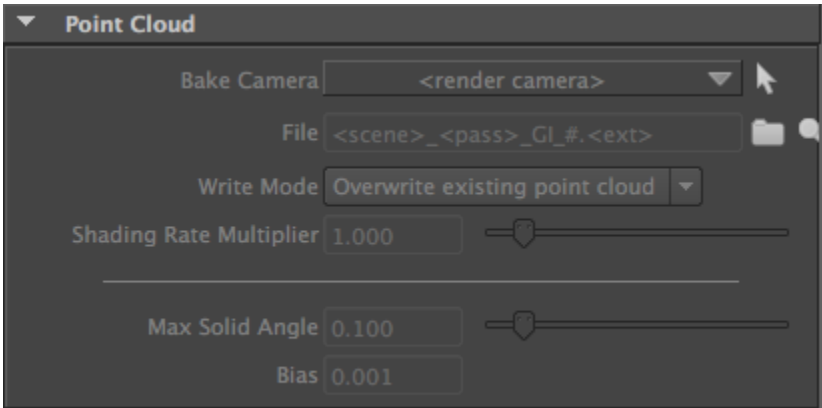 Point Cloud
Bake Camera <render camera>
File <scene>_<pass>_GI_#.<ext>
Write Mode Overwrite existing point cloud
Shading Rate Multiplier 1.000
Max Solid Angle 0.100
Bias 0.001